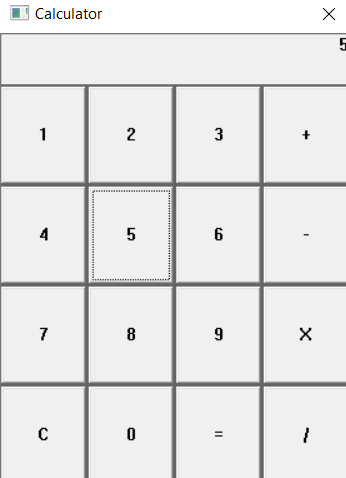 Calculator
5
1 2 3 +
4 5 6 -
7 8 9 X
C 0 = /